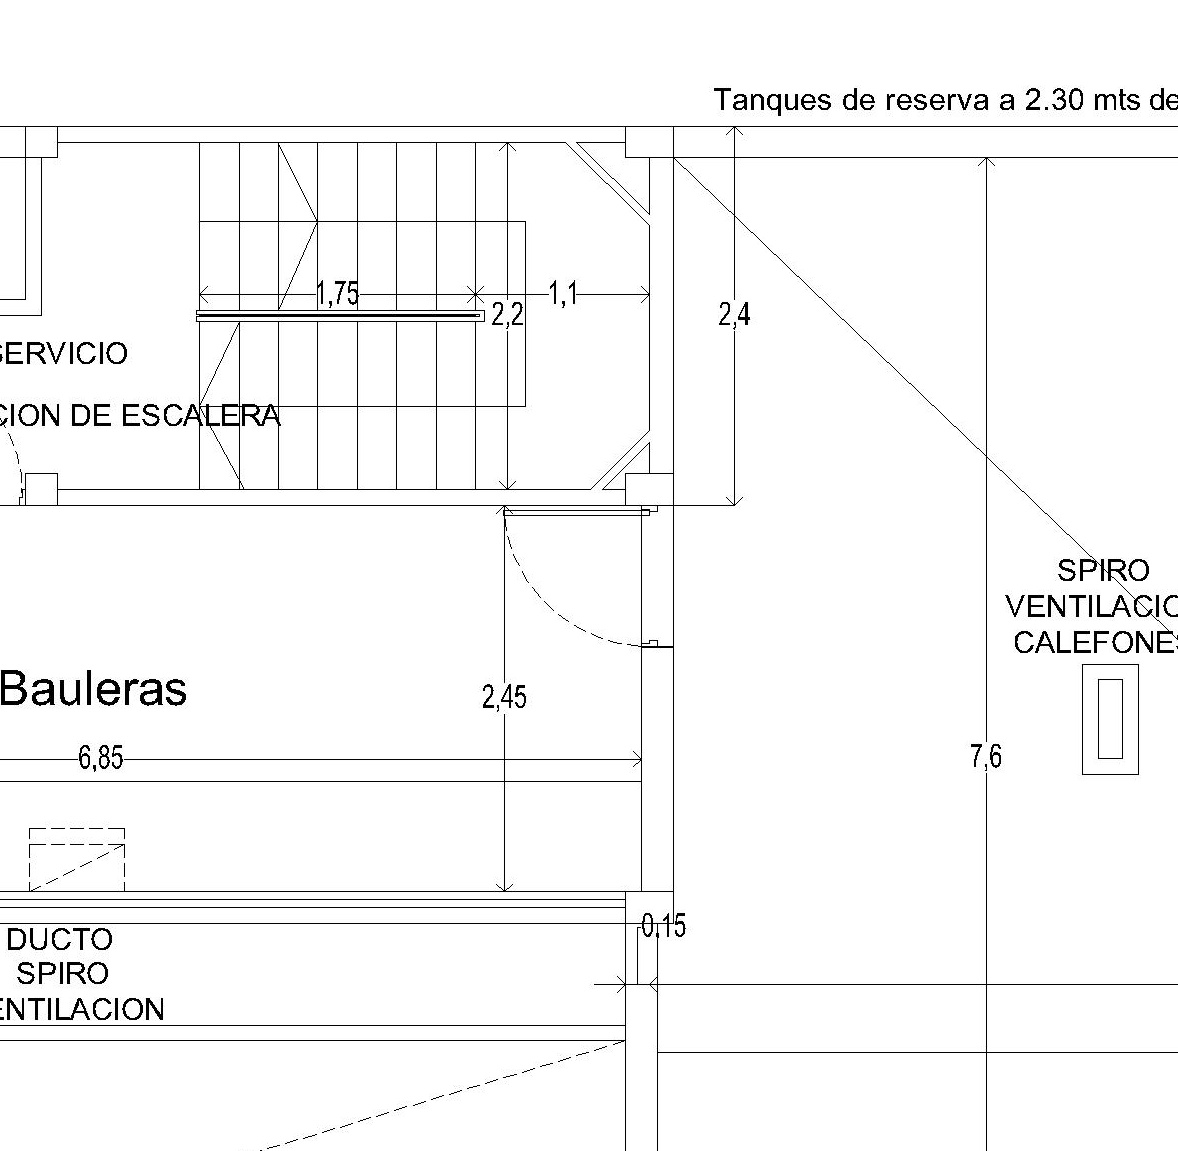 Tanques de reserva a 2.30 mts de
1,75
1,1
2,2
2,4
SERVICIO
CION DE ESCALERA
SPIRO
VENTILACIO
CALEFONES
Bauleras
2,45
6,85
7,6
0,15
DUCTO
SPIRO
ENTILACION